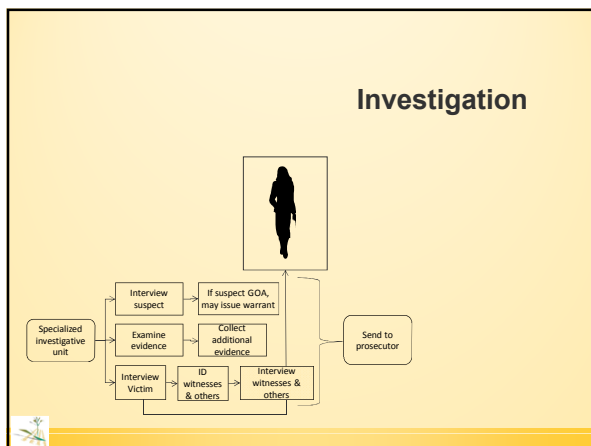 Investigation
Interview
suspect
If suspect GOA,
may issue warrant
Specialized
investigative
unit
Examine
evidence
Collect
additional
evidence
Send to
prosecutor
Interview
Victim
ID
witnesses
& others
Interview
witnesses &
others